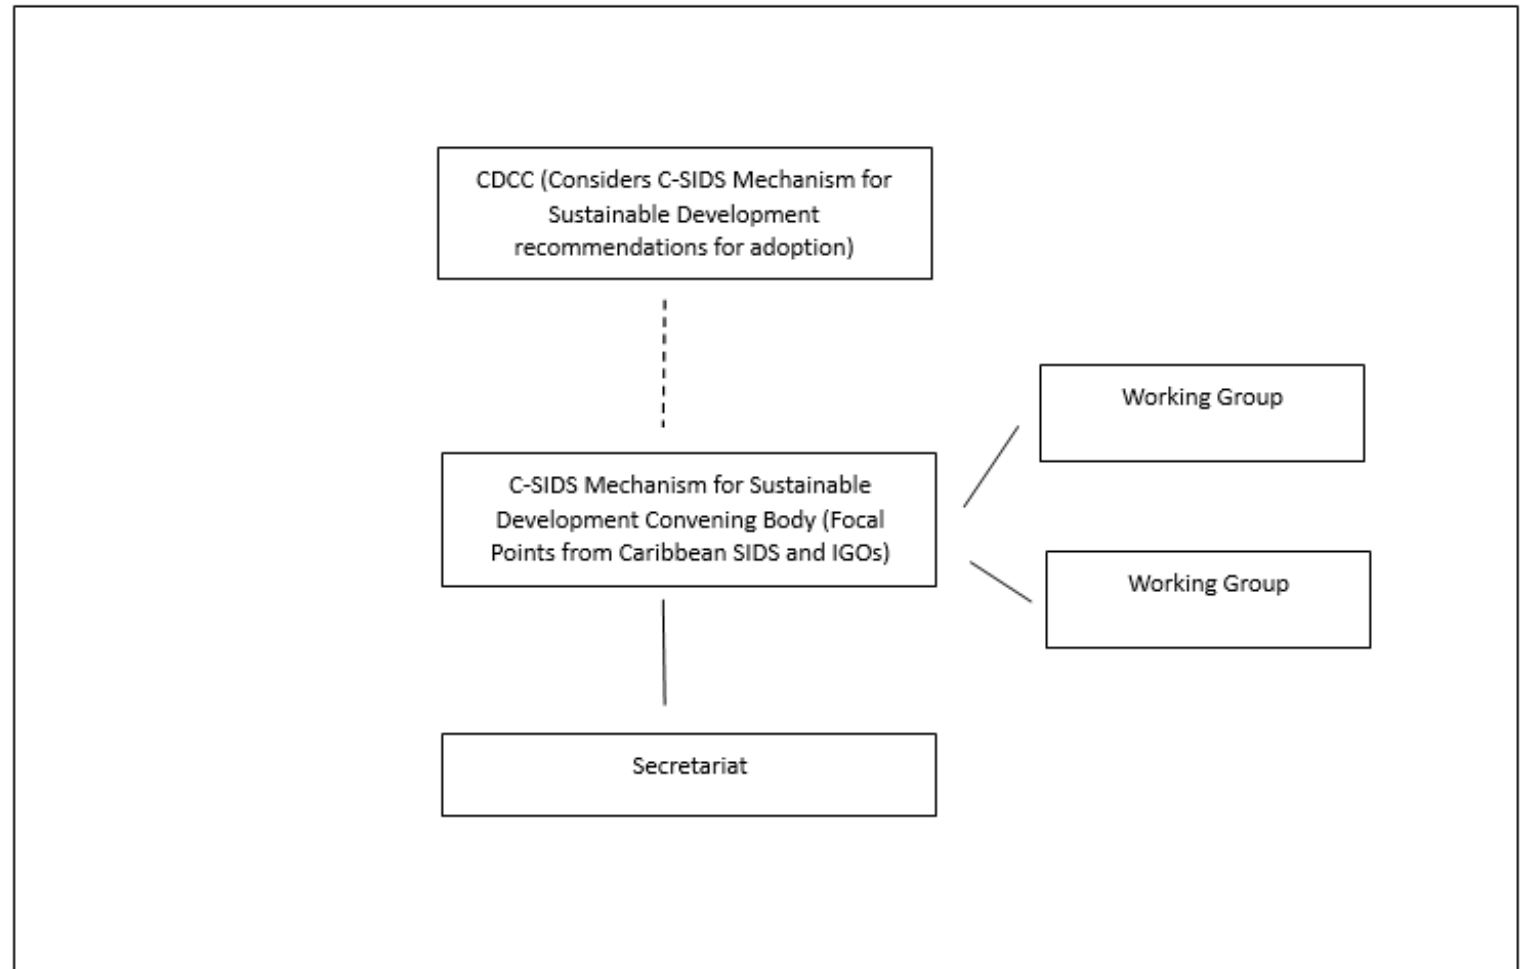 CDCC (Considers C-SIDS Mechanism for
Sustainable Development
recommendations for adoption)
Working Group
C-SIDS Mechanism for Sustainable
Development Convening Body (Focal
Points from Caribbean SIDS and IGOs)
Working Group
Secretariat